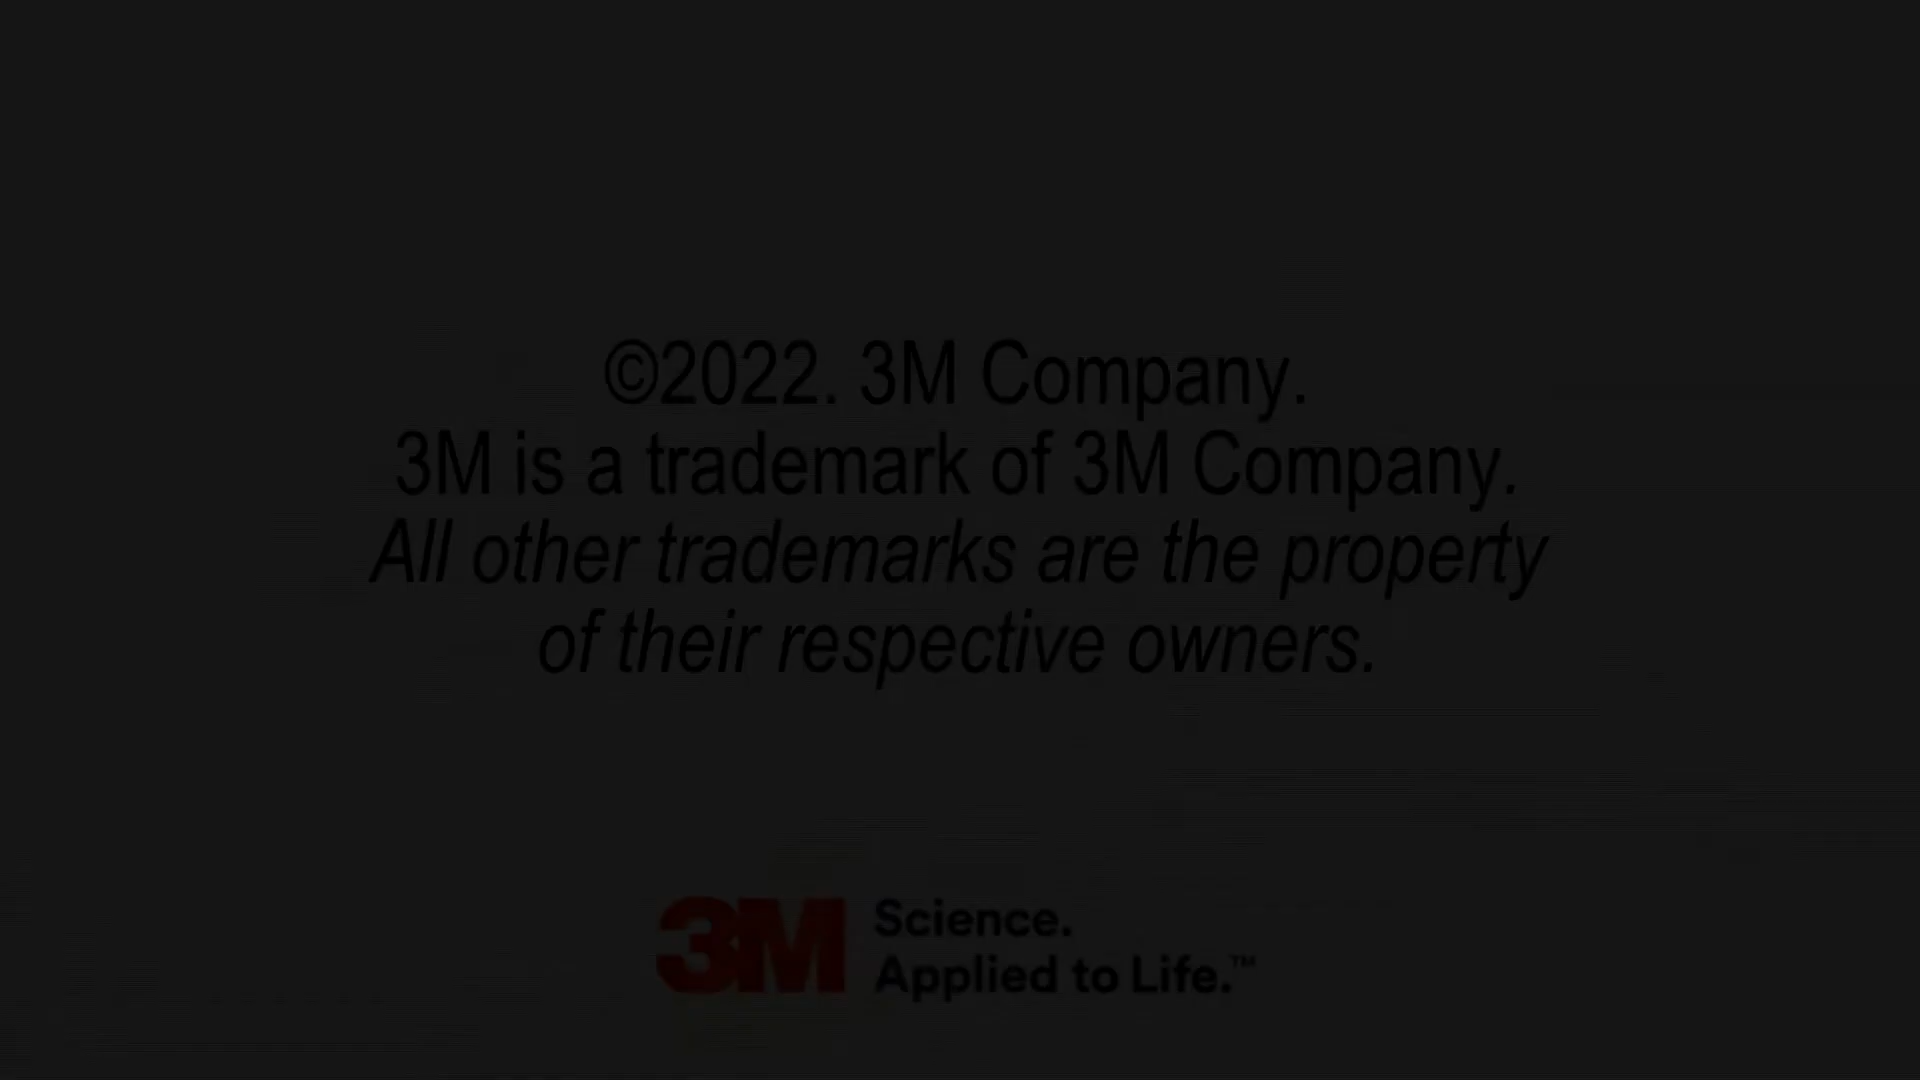 ©2022. 3M Company.
3M is a trademark of 3M Company.
All other trademarks are the property
of their respective owners.
3M Science.
Applied to Life.™